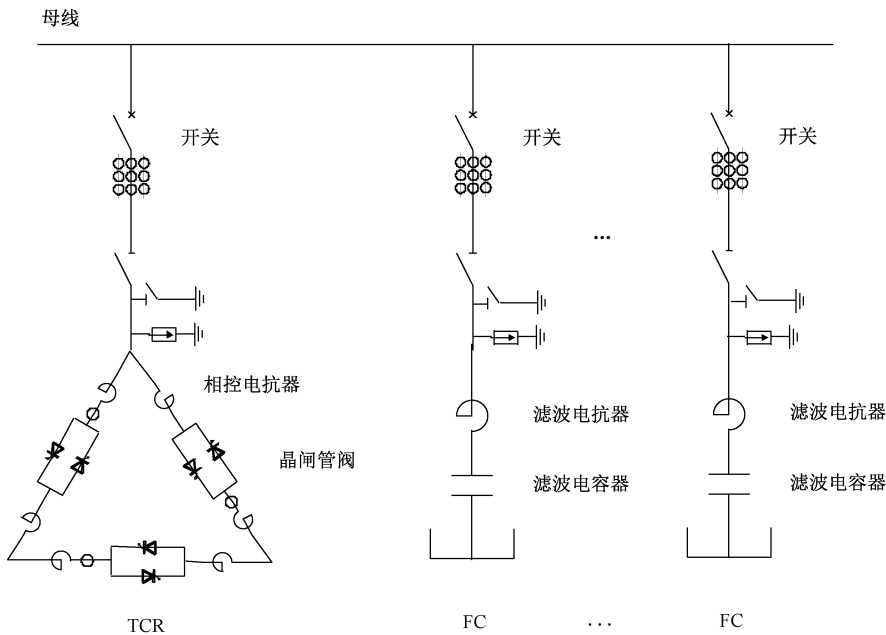 母线
开关
开关
开关
...
相控电抗器
晶闸管阀
滤波电抗器
滤波电抗器
滤波电容器
滤波电容器
TCR
FC
...
FC